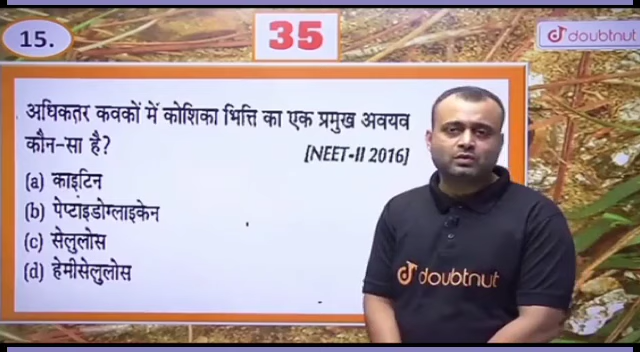 15.
35
doubtnut
अधिकतर कवकों में कोशिका भित्ति का एक प्रमुख अवयव
कौन-सा है?
[NEET-II 2016]
(a) काइटिन
(b) पेप्टाइडोग्लाइकेन
(c) सेलुलोस
(d) हेमीसेलुलोस
doubtnut